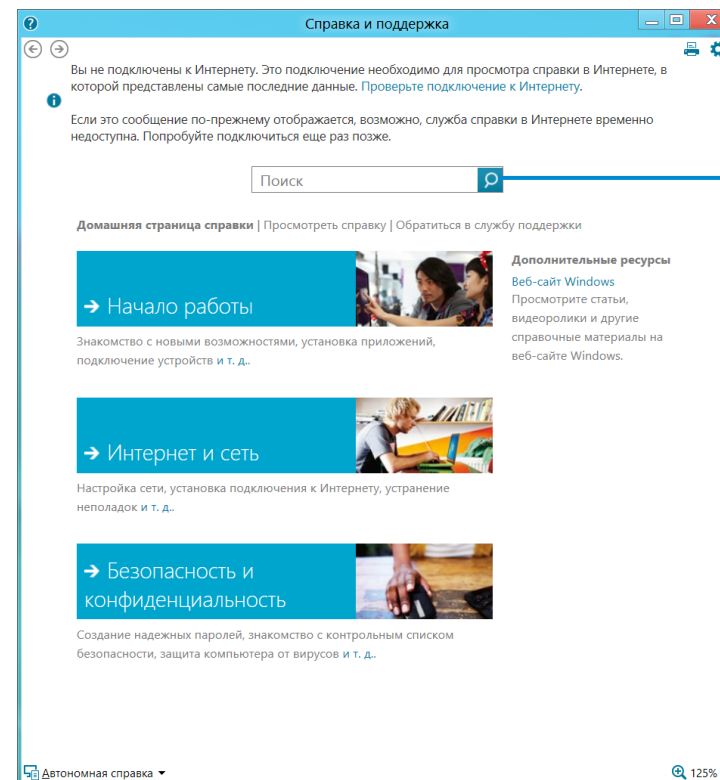 Справка и поддержка
Вы не подключены к Интернету. Это подключение необходимо для просмотра справки в Интернете, в
которой представлены самые последние данные. Проверьте подключение к Интернету.
Если это сообщение по-прежнему отображается, возможно, служба справки в Интернете временно
недоступна. Попробуйте подключиться еще раз позже.
Поиск
Домашняя страница справки | Просмотреть справку | Обратиться в службу поддержки
Начало работы
Знакомство с новыми возможностями, установка приложений,
подключение устройств и т. д..
Интернет и сеть
Настройка сети, установка подключения к Интернету, устранение
неполадок и т. д..
Безопасность и
конфиденциальность
Создание надежных паролей, знакомство с контрольным списком
безопасности, защита компьютера от вирусов и т. д..
Дополнительные ресурсы
Веб-сайт Windows
Просмотрите статьи,
видеоролики и другие
справочные материалы на
веб-сайте Windows.
Автономная справка
125%